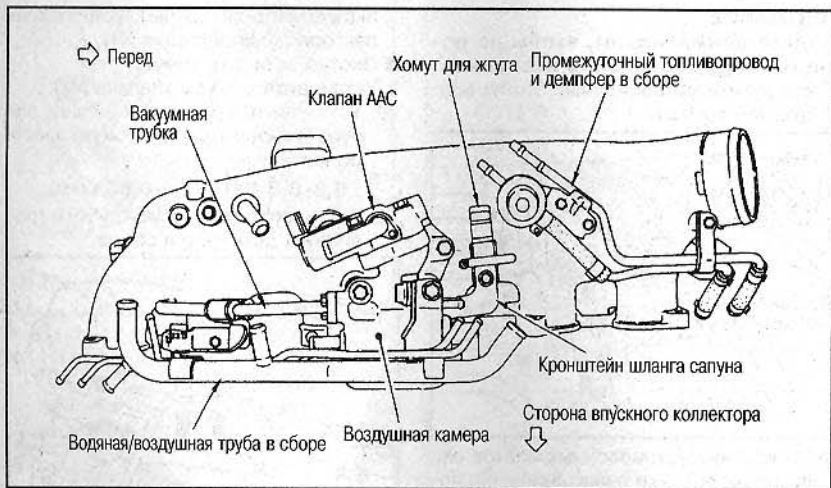 Перед
Хомут для жгута
Промежуточный топливопровод
и демпфер в сборе
Клапан ААС
Вакуумная
трубка
Кронштейн шланга сапуна
Сторона впускного коллектора
Воздушная камера
Водяная/воздушная труба в сборе